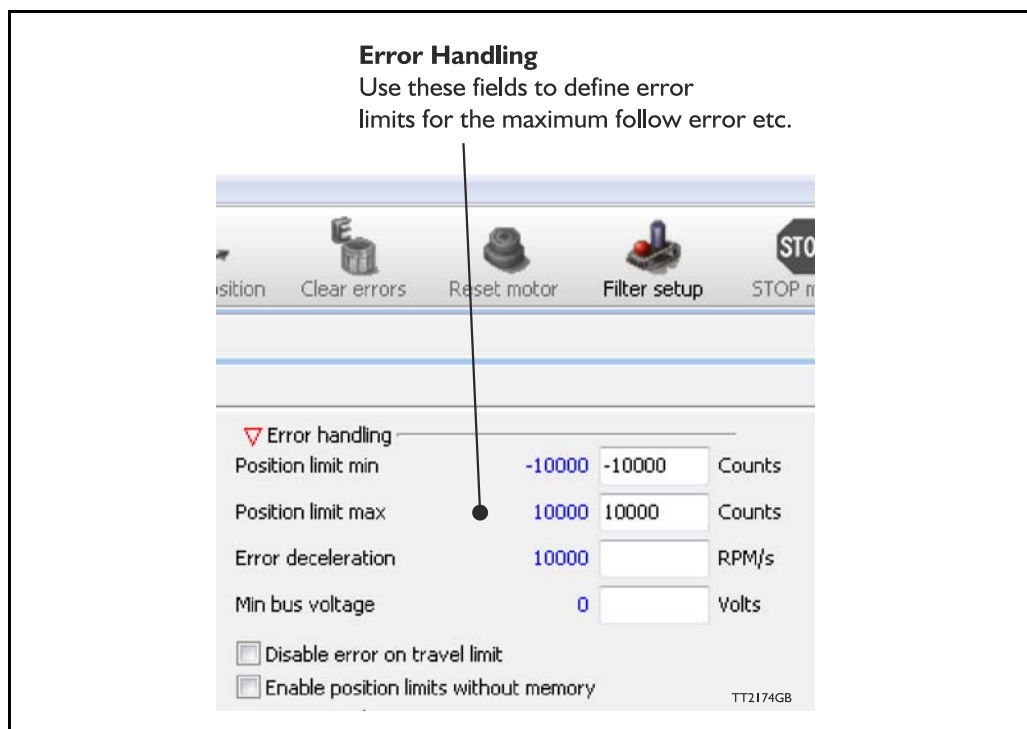 Error Handling
Use these fields to define error
limits for the maximum follow error etc.
sition Clear errors Reset motor Filter setup STOP m
E
STO
Error handling
Position limit min -10000 -10000 Counts
Position limit max 10000 10000 Counts
Error deceleration 10000 RPM/s
Min bus voltage 0 Volts
Disable error on travel limit
Enable position limits without memory
TT2174GB